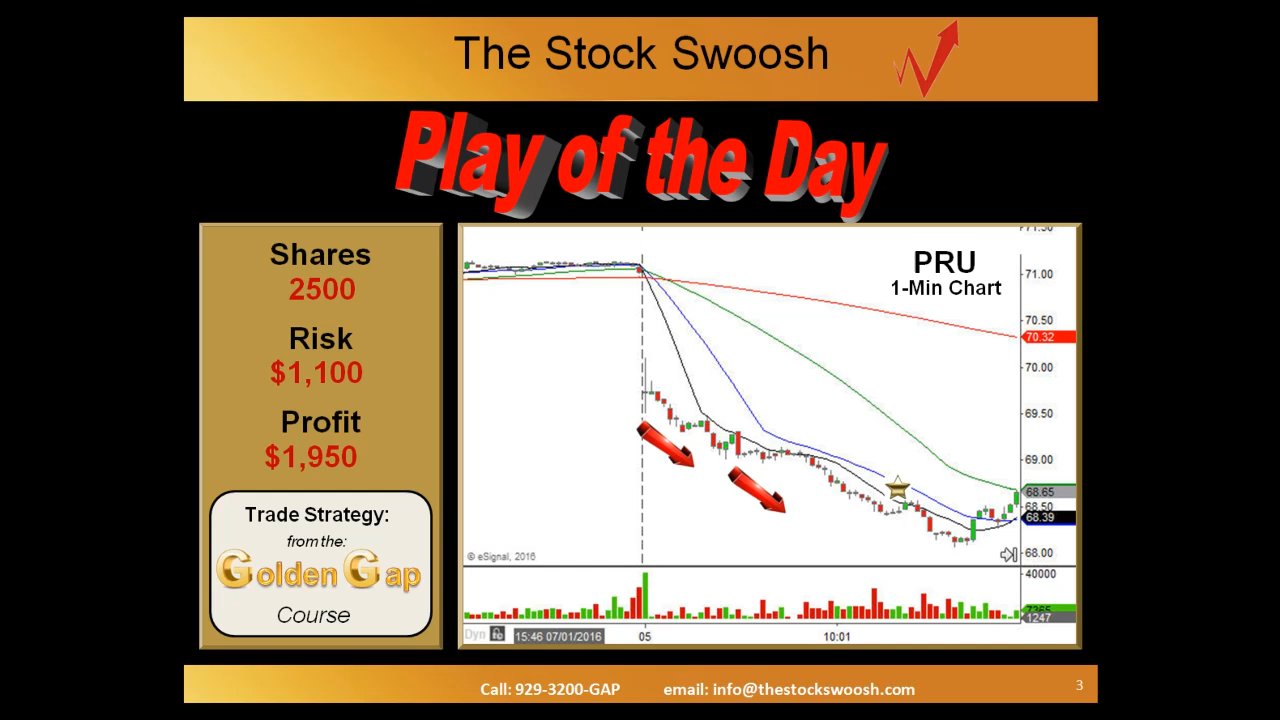 The Stock Swoosh
Play of the Day
Shares
2500
Risk
$1,100
Profit
$1,950
Trade Strategy:
from the:
Golden Gap
Course
PRU
1-Min Chart
71.50
71.00
70.50
70.32
70.00
69.50
69.00
68.65
68.50
68.39
68.00
© eSignal, 2016
40000
7365
1247
Dyn
15:46 07/01/2016
05
10:01
Call: 929-3200-GAP email: info@thestockswoosh.com
3